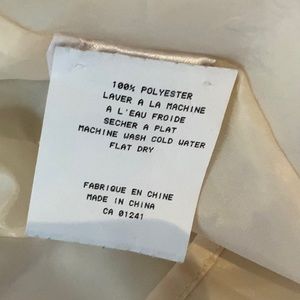 100% POLYESTER
LAVER A LA MACHINE
A L'EAU FROIDE
SECHER A PLAT
MACHINE WASH COLD WATER
FLAT DRY
FABRIQUE EN CHINE
MADE IN CHINA
CA 01241